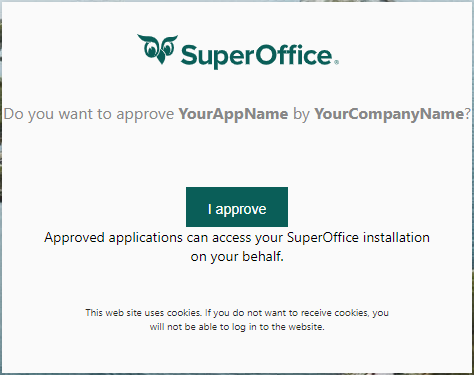 SuperOffice®
Do you want to approve YourAppName by YourCompanyName?
I approve
Approved applications can access your SuperOffice installation
on your behalf.
This web site uses cookies. If you do not want to receive cookies, you
will not be able to log in to the website.